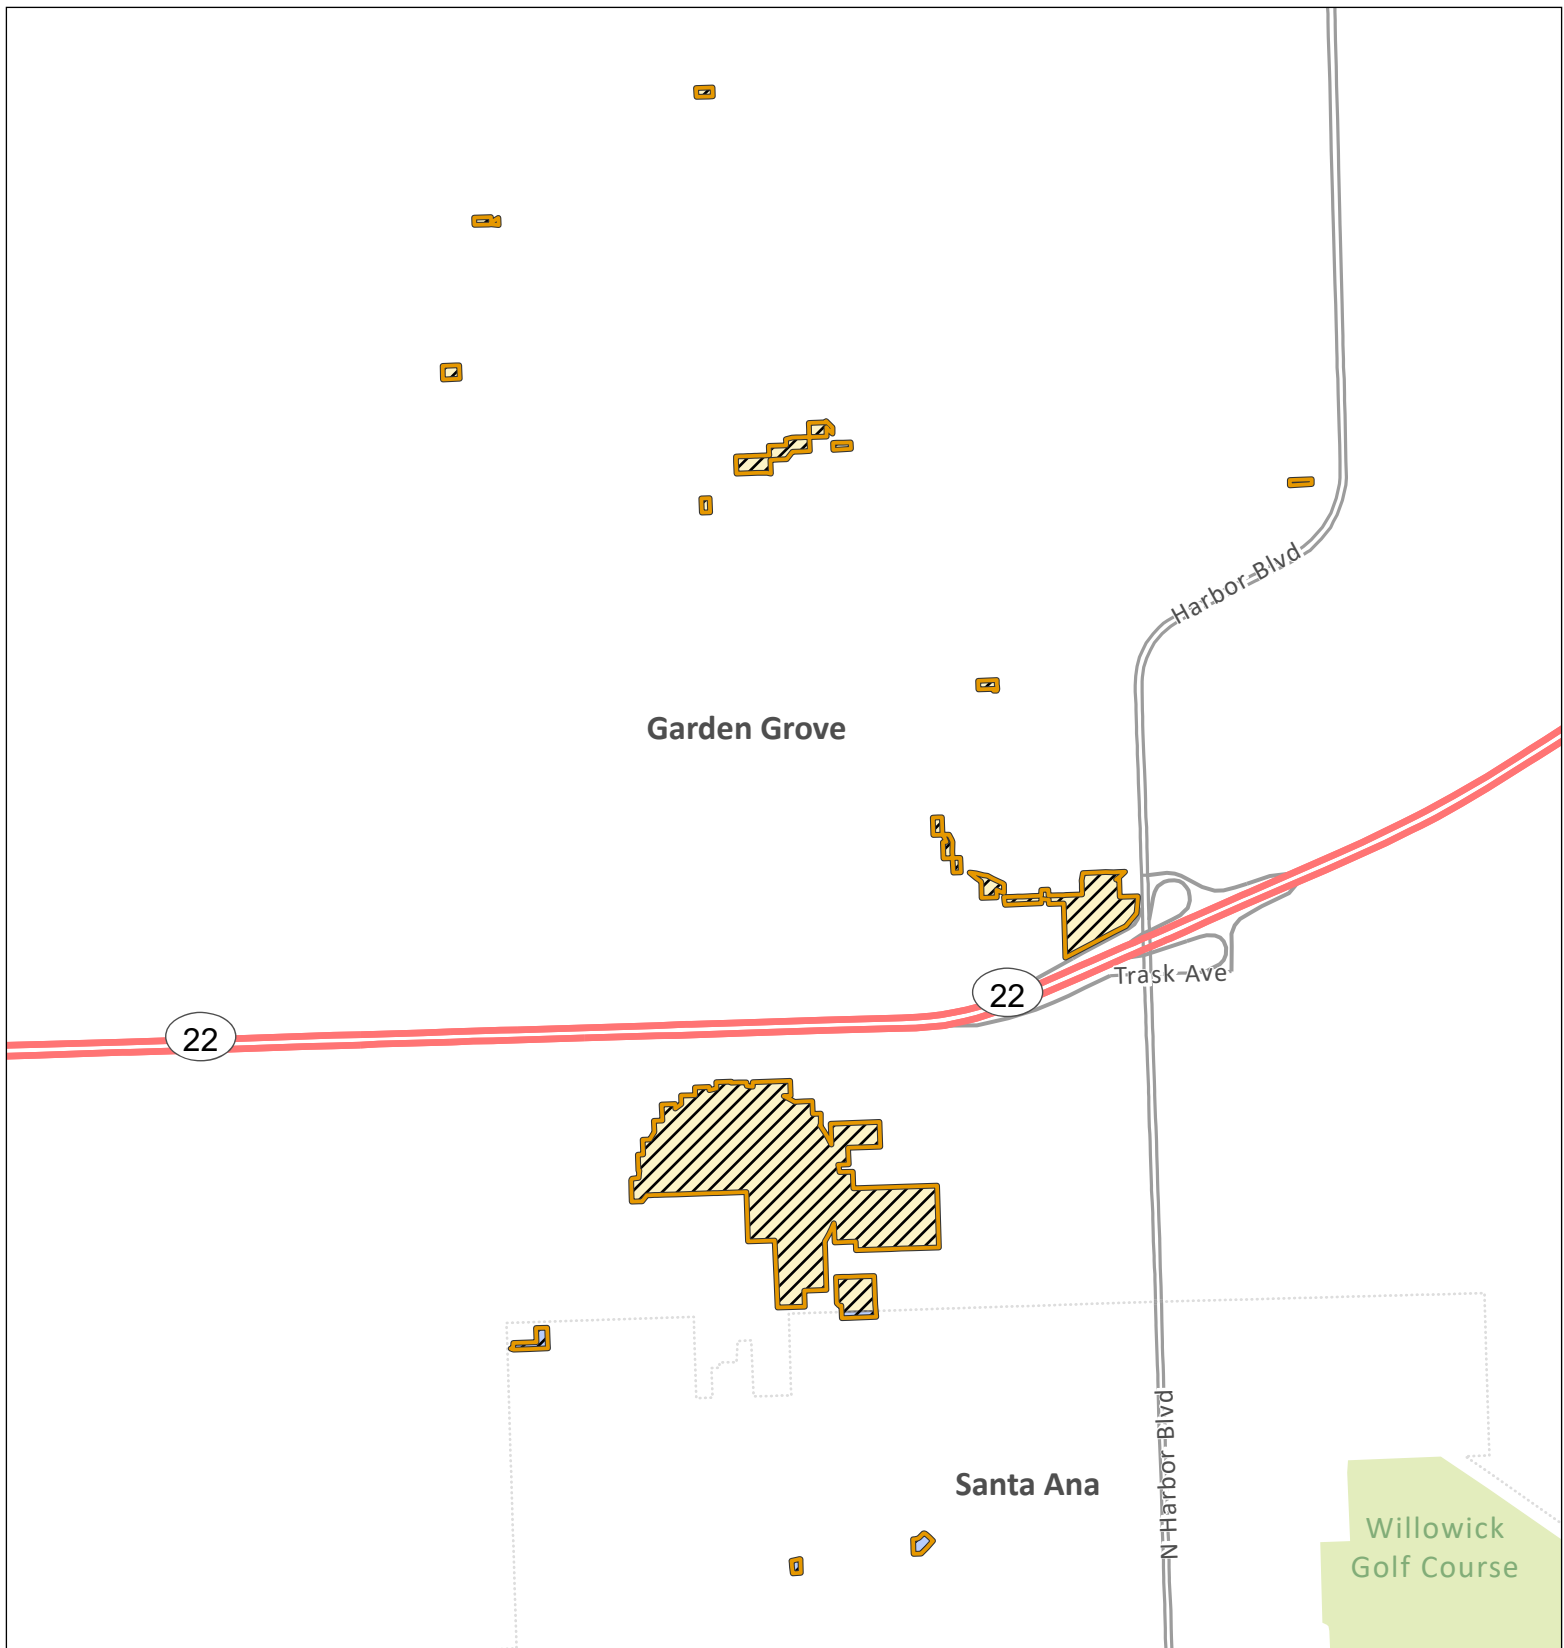 Harbor Blvd
Garden Grove
Trask Ave
22
22
N Harbor Blvd
Santa Ana
Willowick
Golf Course